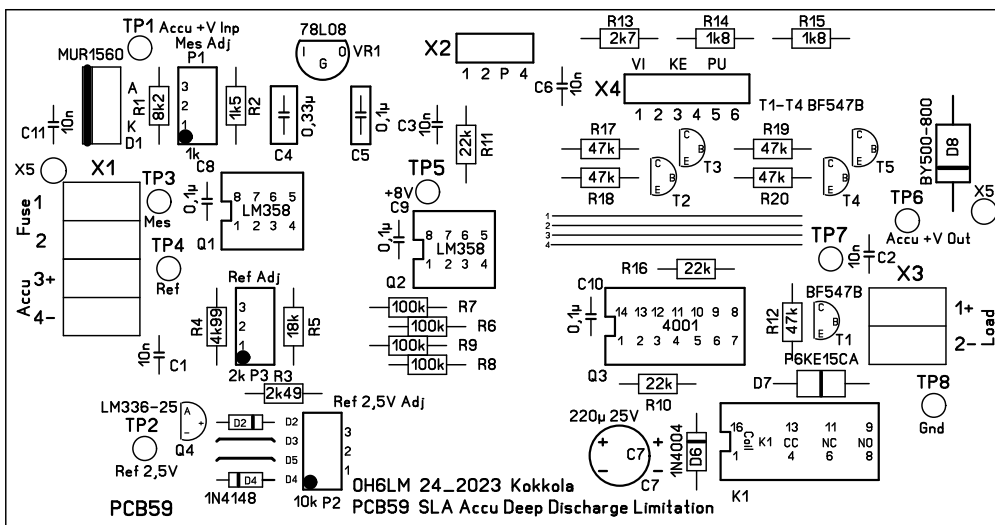 TP1 Accu +V Inp
Mes Adj
P1
MUR1560
A
K
D1
C11 10n
R1 8k2
3
2
1
1k
R2 1k5
78L08
I G O
VR1
0,33µ
C4
0,1µ
C5
X2
1 2 P 4
C3 10n
R11 22k
C6 10n
X4
VI KE PU
1 2 3 4 5 6
R13 R14 R15
2k7 1k8 1k8
T1-T4 BF547B
R17 R19
47k 47k
47k 47k
R18 R20
C B E T3
C B E T2
C B E T5
C B E T4
BY500-800
D8
X5
X5
X1
Fuse
1
2
Accu
3+
4-
TP3
Mes
TP4
Ref
C8
0,1µ
8 7 6 5
LM358
1 2 3 4
Q1
TP5
+8V
C9
0,1µ
8 7 6 5
LM358
1 2 3 4
Q2
1
2
3
4
TP6
Accu +V Out
TP7
C2 10n
X3
1+
2-
Load
R16 22k
C10
0,1µ
14 13 12 11 10 9 8
4001
1 2 3 4 5 6 7
Q3
BF547B
R12 47k
C B E
T1
P6KE15CA
D7
TP8
Gnd
Ref Adj
R4 4k99
3
2
1
2k P3
R5 18k
R3
2k49
100k R7
100k R6
100k R9
100k R8
C1 10n
LM336-25
A
+
-
Q4
TP2
Ref 2,5V
D2 D2
D3
D5
D4 D4
1N4148
Ref 2,5V Adj
3
2
1
10k P2
22k
R10
220µ 25V
+ +
- -
C7
C7
1N4004
D6
16 13 11 9
Coil K1 CC NC NO
1 4 6 8
K1
PCB59
OH6LM 24_2023 Kokkola
PCB59 SLA Accu Deep Discharge Limitation